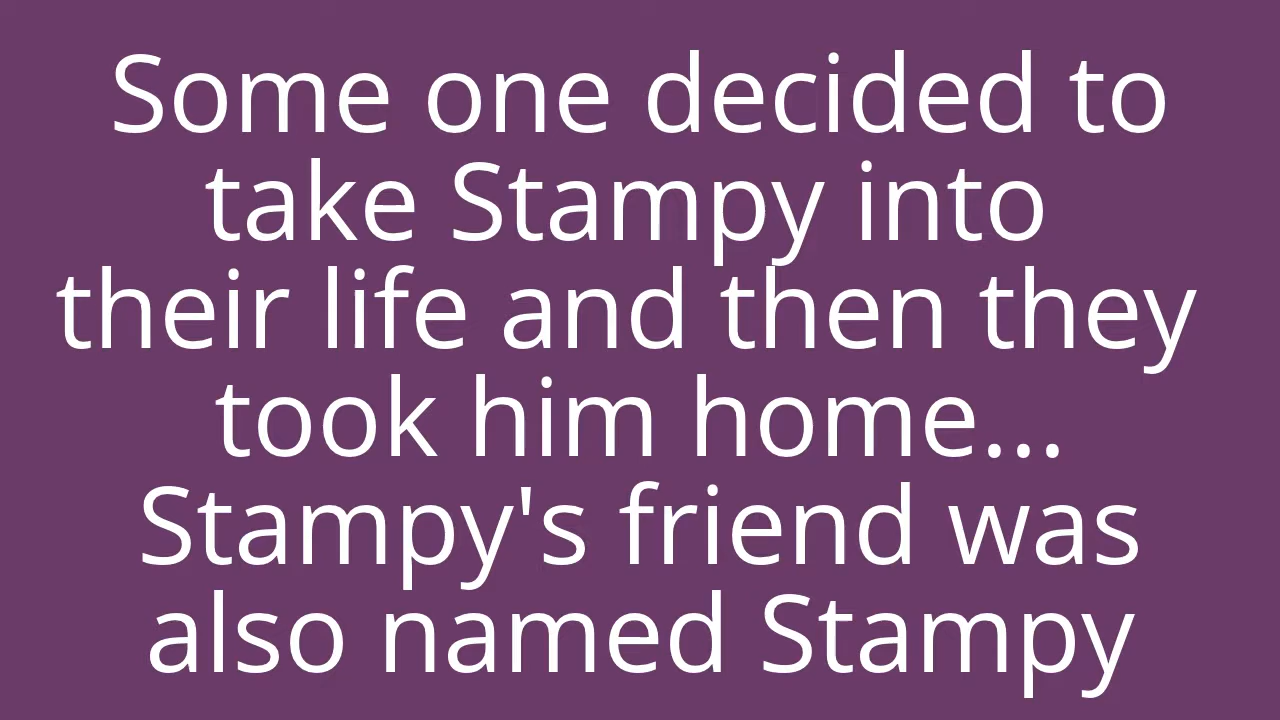 Some one decided to
take Stampy into
their life and then they
took him home...
Stampy's friend was
also named Stampy